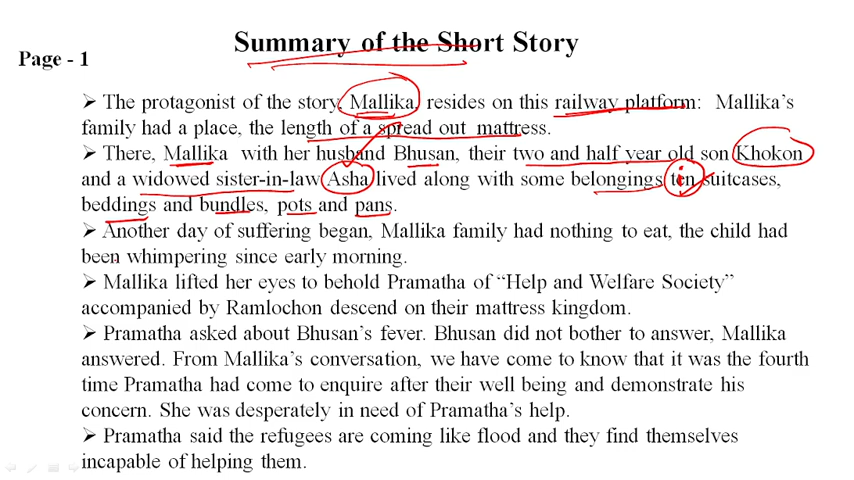 Summary of the Short Story
Page - 1
➢ The protagonist of the story, Mallika, resides on this railway platform: Mallika's
family had a place, the length of a spread out mattress.
➢ There, Mallika with her husband Bhusan, their two and half year old son Khokon
and a widowed sister-in-law Asha lived along with some belongings tin suitcases,
beddings and bundles, pots and pans.
➢ Another day of suffering began, Mallika family had nothing to eat, the child had
been whimpering since early morning.
➢ Mallika lifted her eyes to behold Pramatha of “Help and Welfare Society”
accompanied by Ramlochon descend on their mattress kingdom.
➢ Pramatha asked about Bhusan's fever. Bhusan did not bother to answer, Mallika
answered. From Mallika's conversation, we have come to know that it was the fourth
time Pramatha had come to enquire after their well being and demonstrate his
concern. She was desperately in need of Pramatha's help.
➢ Pramatha said the refugees are coming like flood and they find themselves
incapable of helping them.